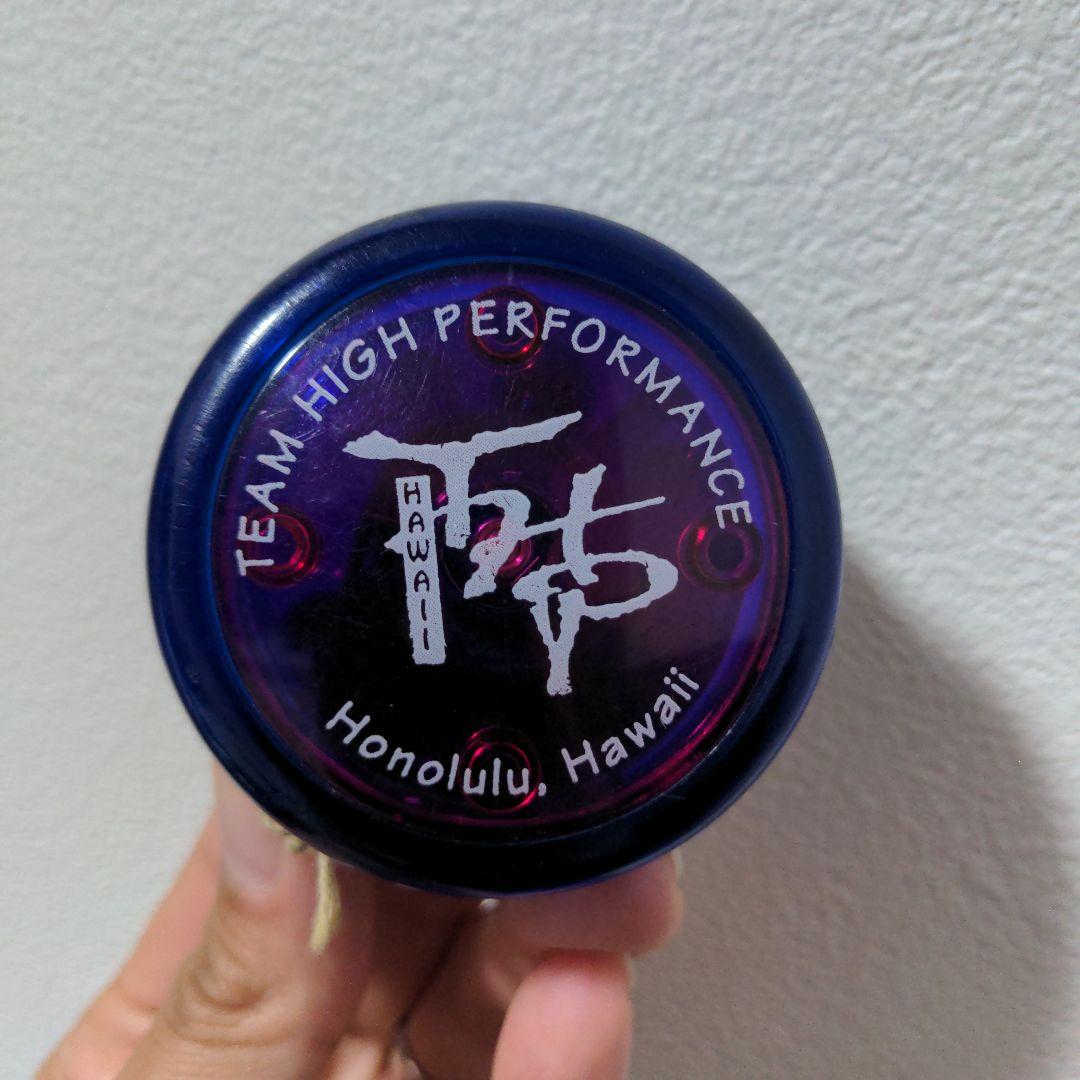 TEAM HIGH PERFORMANCE
THP
HAWAII
Honolulu, Hawaii